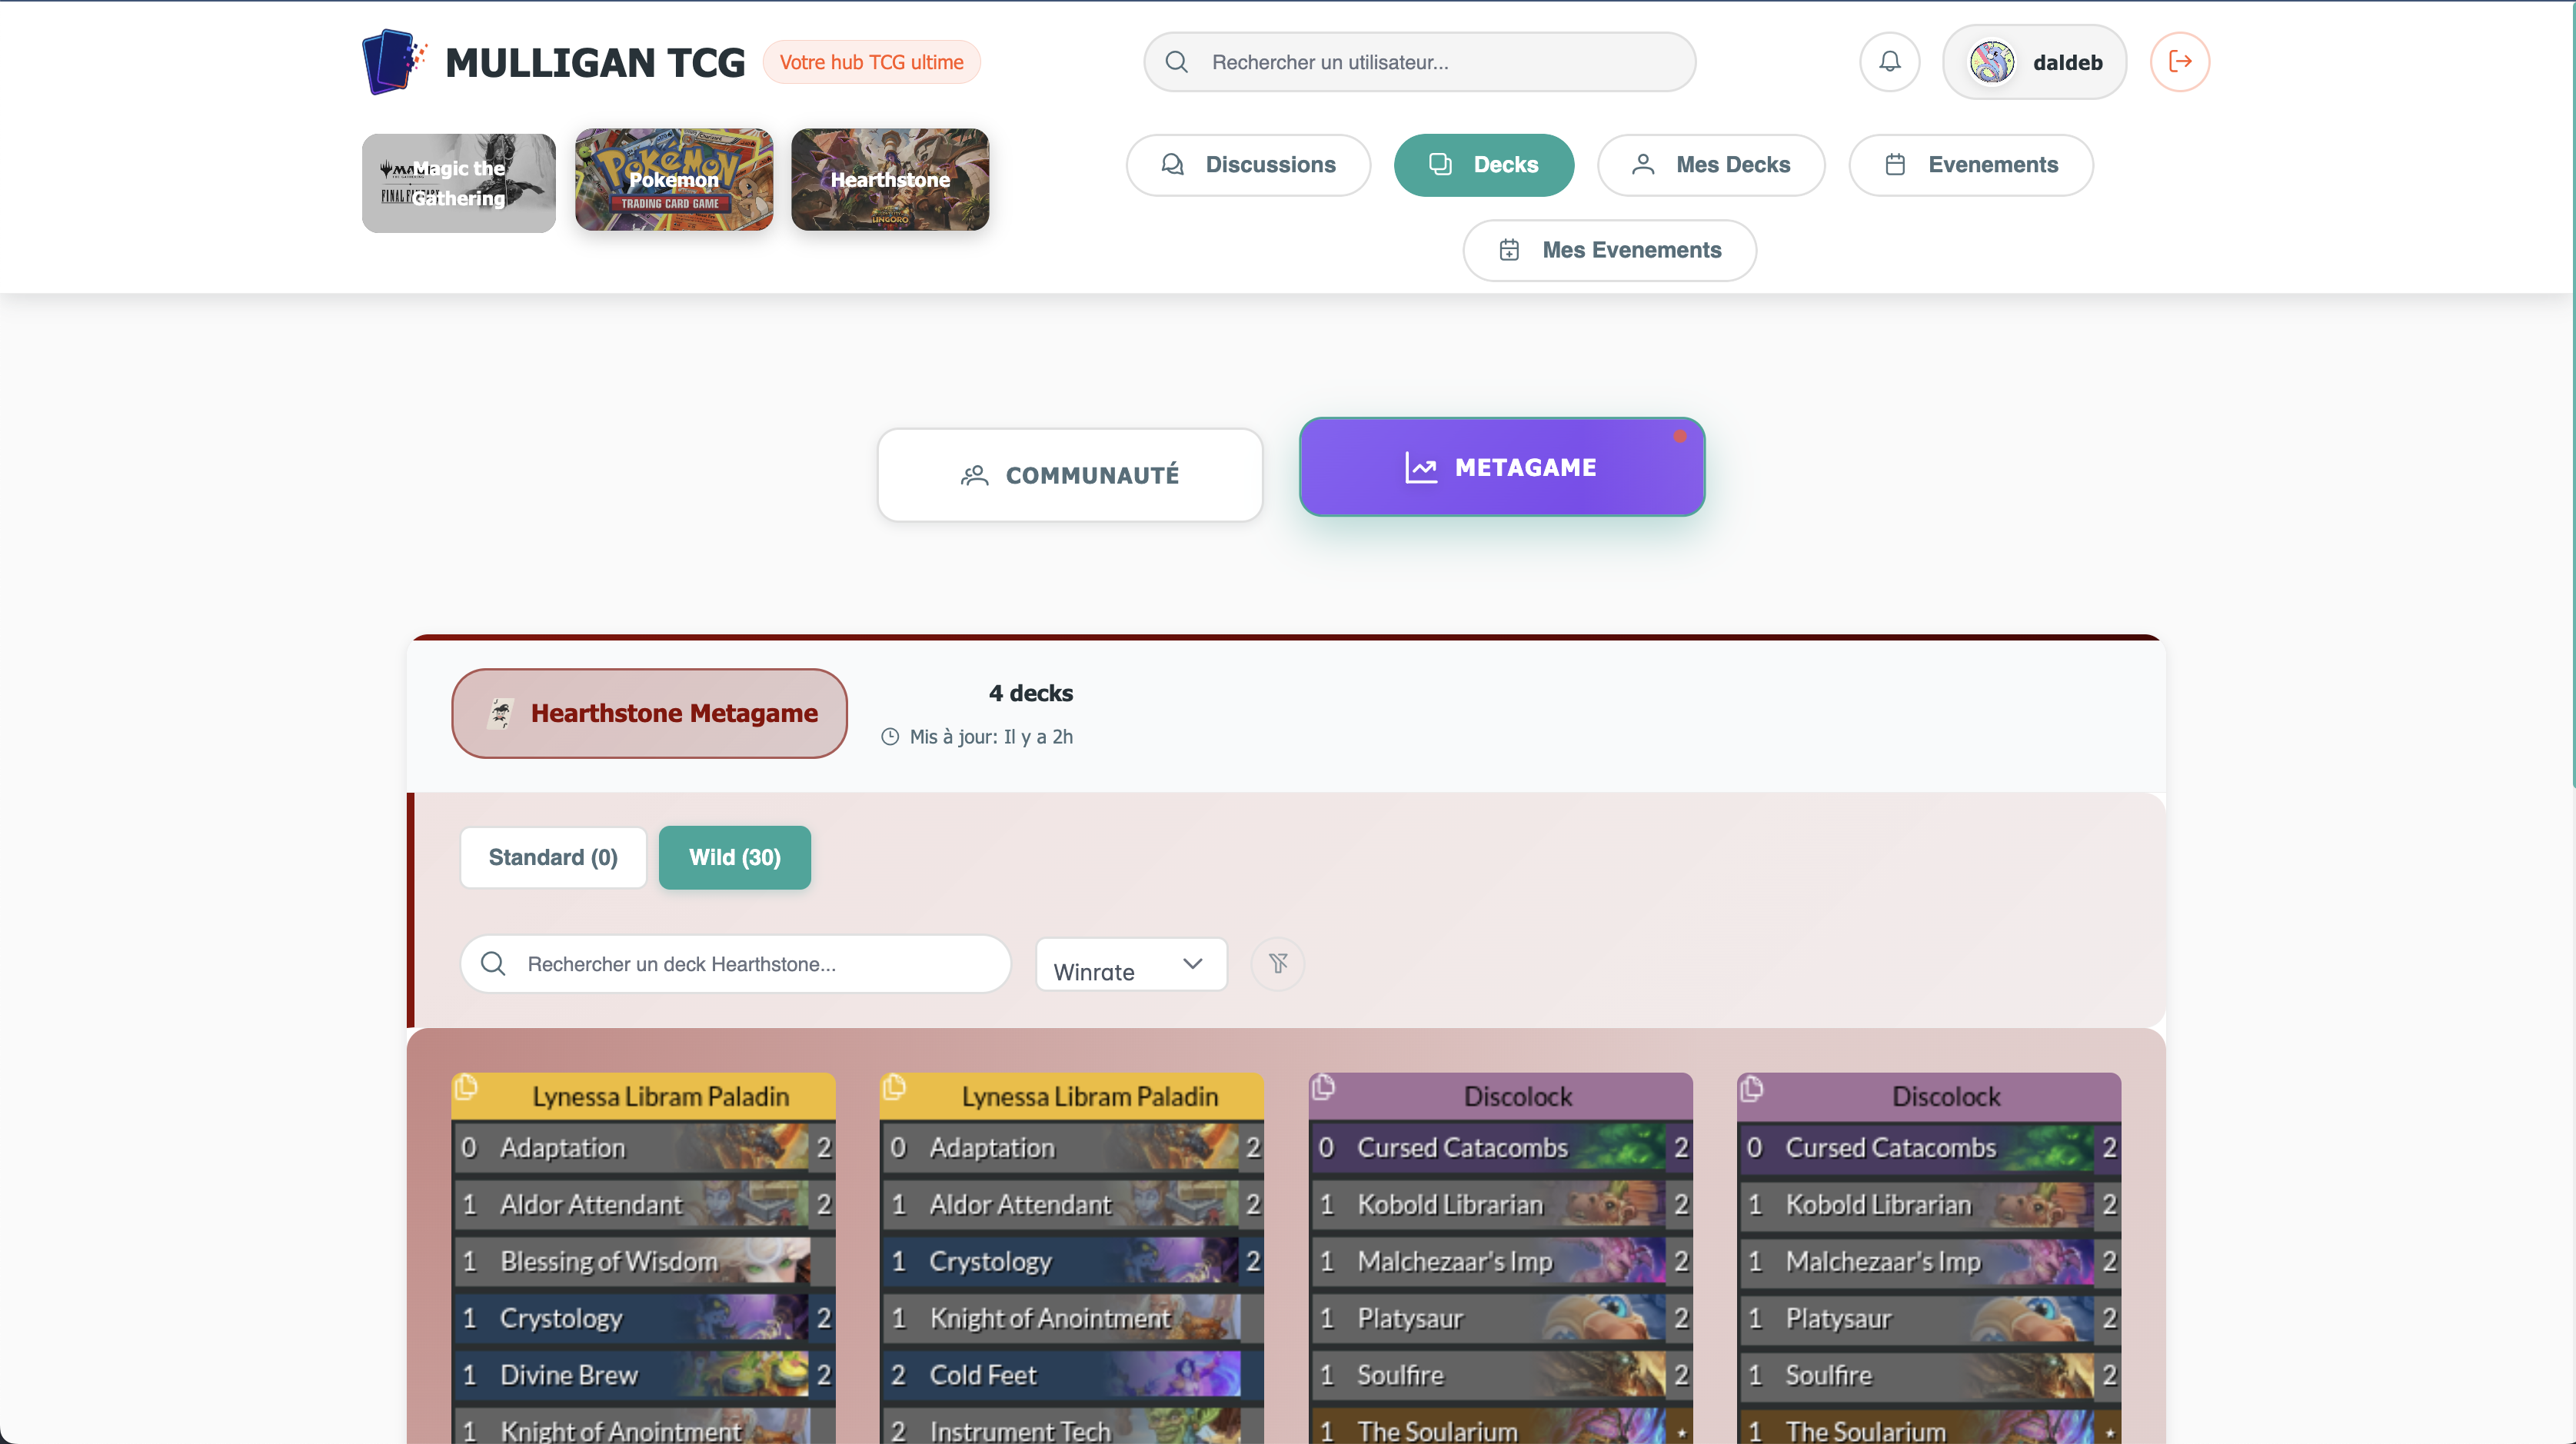 MULLIGAN TCG
Votre hub TCG ultime
Rechercher un utilisateur...
daldeb
Magic the
Gathering
Pokémon
TRADING CARD GAME
Pokemon
Hearthstone
UN'GORO
Discussions
Decks
Mes Decks
Evenements
Mes Evenements
COMMUNAUTÉ
METAGAME
Hearthstone Metagame
4 decks
Mis à jour: Il y a 2h
Standard (0)
Wild (30)
Rechercher un deck Hearthstone...
Winrate
Lynessa Libram Paladin
0 Adaptation 2
1 Aldor Attendant 2
1 Blessing of Wisdom
1 Crystology 2
1 Divine Brew 2
1 Knight of Anointment
Lynessa Libram Paladin
0 Adaptation 2
1 Aldor Attendant 2
1 Crystology 2
1 Knight of Anointment
2 Cold Feet
2 Instrument Tech
Discolock
0 Cursed Catacombs 2
1 Kobold Librarian 2
1 Malchezaar's Imp 2
1 Platysaur 2
1 Soulfire 2
1 The Soularium ★
Discolock
0 Cursed Catacombs 2
1 Kobold Librarian 2
1 Malchezaar's Imp 2
1 Platysaur 2
1 Soulfire 2
1 The Soularium ★